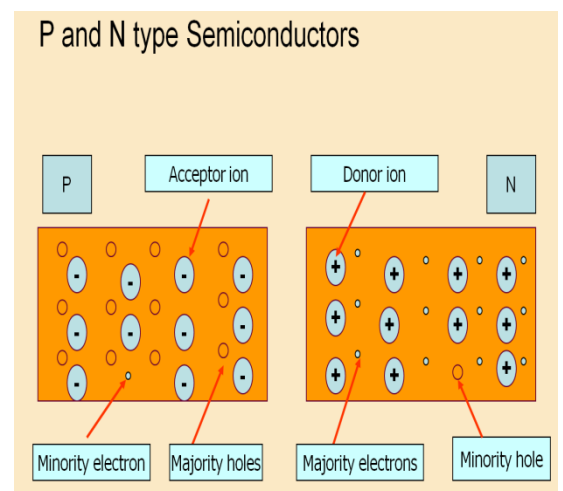 P and N type Semiconductors
P
Acceptor ion
Donor ion
N
- - - -
- - - -
- - -
+ + + +
+ + + +
+ + +
Minority electron
Majority holes
Majority electrons
Minority hole